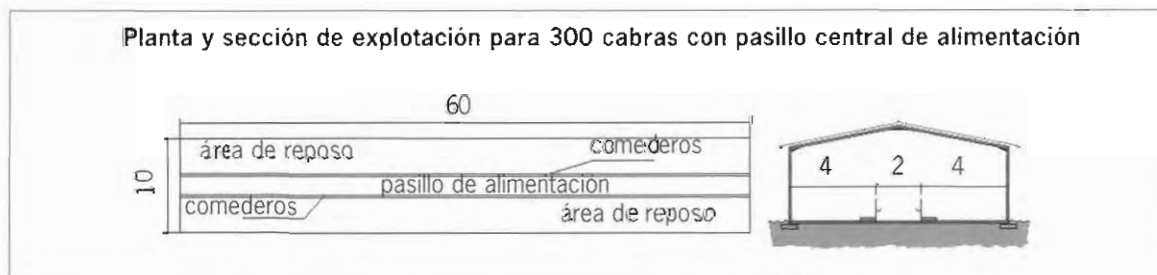 Planta y sección de explotación para 300 cabras con pasillo central de alimentación
60
área de reposo
comederos
10
pasillo de alimentación
comederos
área de reposo
4 2 4